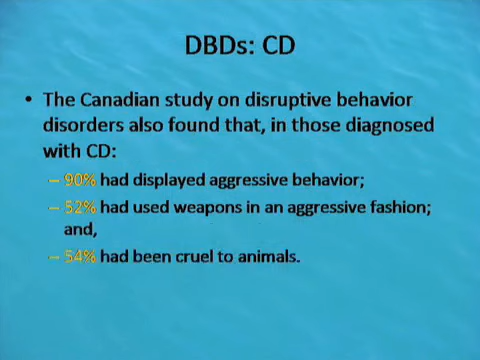 DBDs: CD
• The Canadian study on disruptive behavior
disorders also found that, in those diagnosed
with CD:
– 90% had displayed aggressive behavior;
– 52% had used weapons in an aggressive fashion;
and,
– 54% had been cruel to animals.